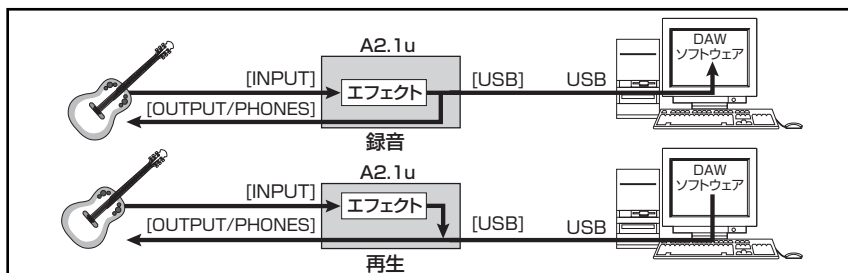 A2.1u
[INPUT]
エフェクト
[USB]
USB
DAW
ソフトウェア
[OUTPUT/PHONES]
録音
A2.1u
[INPUT]
エフェクト
[USB]
USB
DAW
ソフトウェア
[OUTPUT/PHONES]
再生